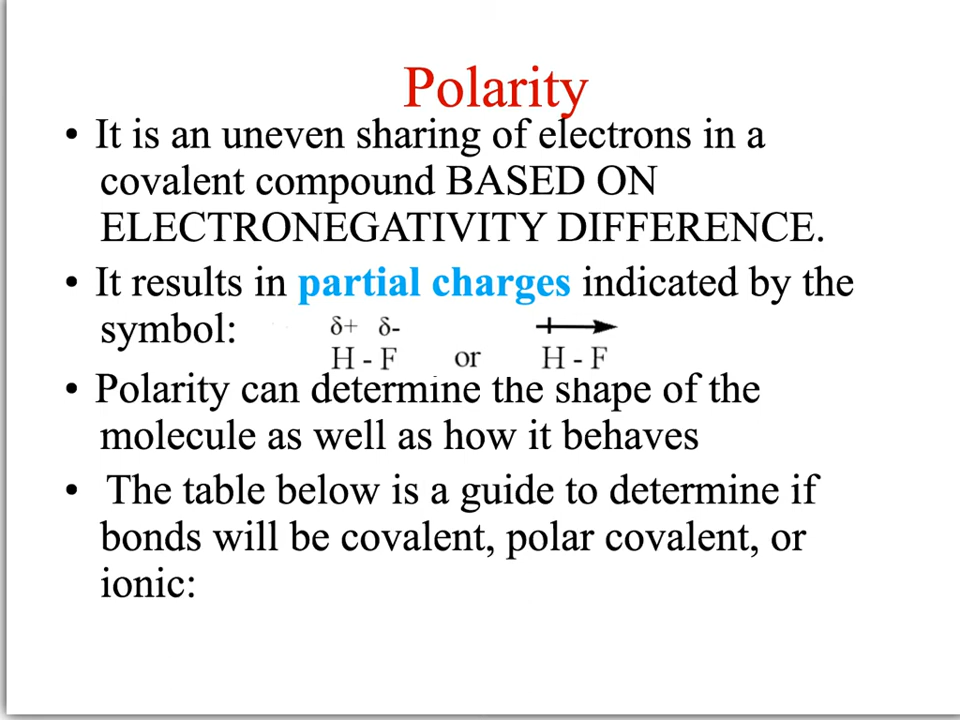 Polarity
• It is an uneven sharing of electrons in a
covalent compound BASED ON
ELECTRONEGATIVITY DIFFERENCE.
• It results in partial charges indicated by the
symbol:
δ+ δ-
H - F or H - F
• Polarity can determine the shape of the
molecule as well as how it behaves
• The table below is a guide to determine if
bonds will be covalent, polar covalent, or
ionic: